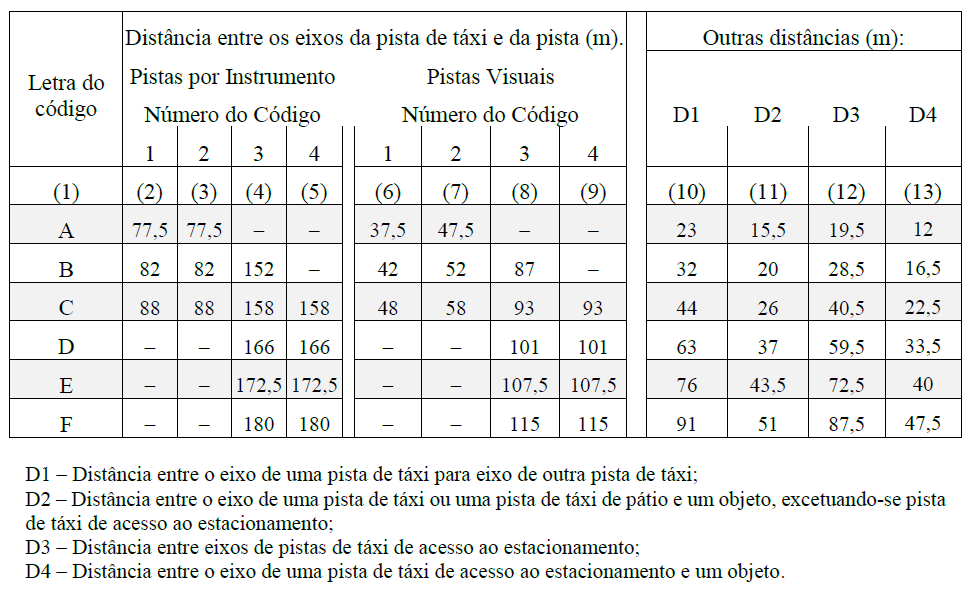 Letra do código
Distância entre os eixos da pista de táxi e da pista (m).
Outras distâncias (m):
Pistas por Instrumento
Pistas Visuais
Número do Código
Número do Código
D1 D2 D3 D4
1 2 3 4 1 2 3 4
(1) (2) (3) (4) (5) (6) (7) (8) (9) (10) (11) (12) (13)
A 77,5 77,5 – – 37,5 47,5 – – 23 15,5 19,5 12
B 82 82 152 – 42 52 87 – 32 20 28,5 16,5
C 88 88 158 158 48 58 93 93 44 26 40,5 22,5
D – – 166 166 – – 101 101 63 37 59,5 33,5
E – – 172,5 172,5 – – 107,5 107,5 76 43,5 72,5 40
F – – 180 180 – – 115 115 91 51 87,5 47,5
D1 – Distância entre o eixo de uma pista de táxi para eixo de outra pista de táxi;
D2 – Distância entre o eixo de uma pista de táxi ou uma pista de táxi de pátio e um objeto, excetuando-se pista
de táxi de acesso ao estacionamento;
D3 – Distância entre eixos de pistas de táxi de acesso ao estacionamento;
D4 – Distância entre o eixo de uma pista de táxi de acesso ao estacionamento e um objeto.